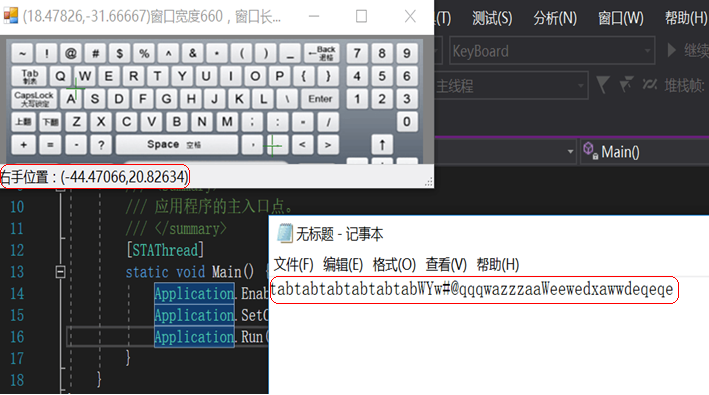 (18.47826,-31.66667)窗口宽度660，窗口长...
~ ! @ # $ % ^ & * ( ) _ ←Back 退格 7 8 9
Tab 制表 Q W E R T Y U I O P { } 4 5 6
CapsLock 大写锁定 A S D F G H J K L \ Enter 1 2 3
上翻 下翻 Z X C V B N M : ; = / 0
+ = - ? Space 空格 , < > ↑
右手位置：(-44.47066,20.82634)
(T) 测试(S) 分析(N) 窗口(W) 帮助(H)
KeyBoard 继续
主线程 堆栈帧:
Main()
10 /// 应用程序的主入口点。
11 /// </summary>
12 [STAThread]
13 static void Main() {
14 Application.Enab
15 Application.SetC
16 Application.Run(
17 }
18 }
无标题 - 记事本
文件(F) 编辑(E) 格式(O) 查看(V) 帮助(H)
tabtabtabtabtabtabWYw#@qqqwazzzaaWeewedxawwdeqeqe